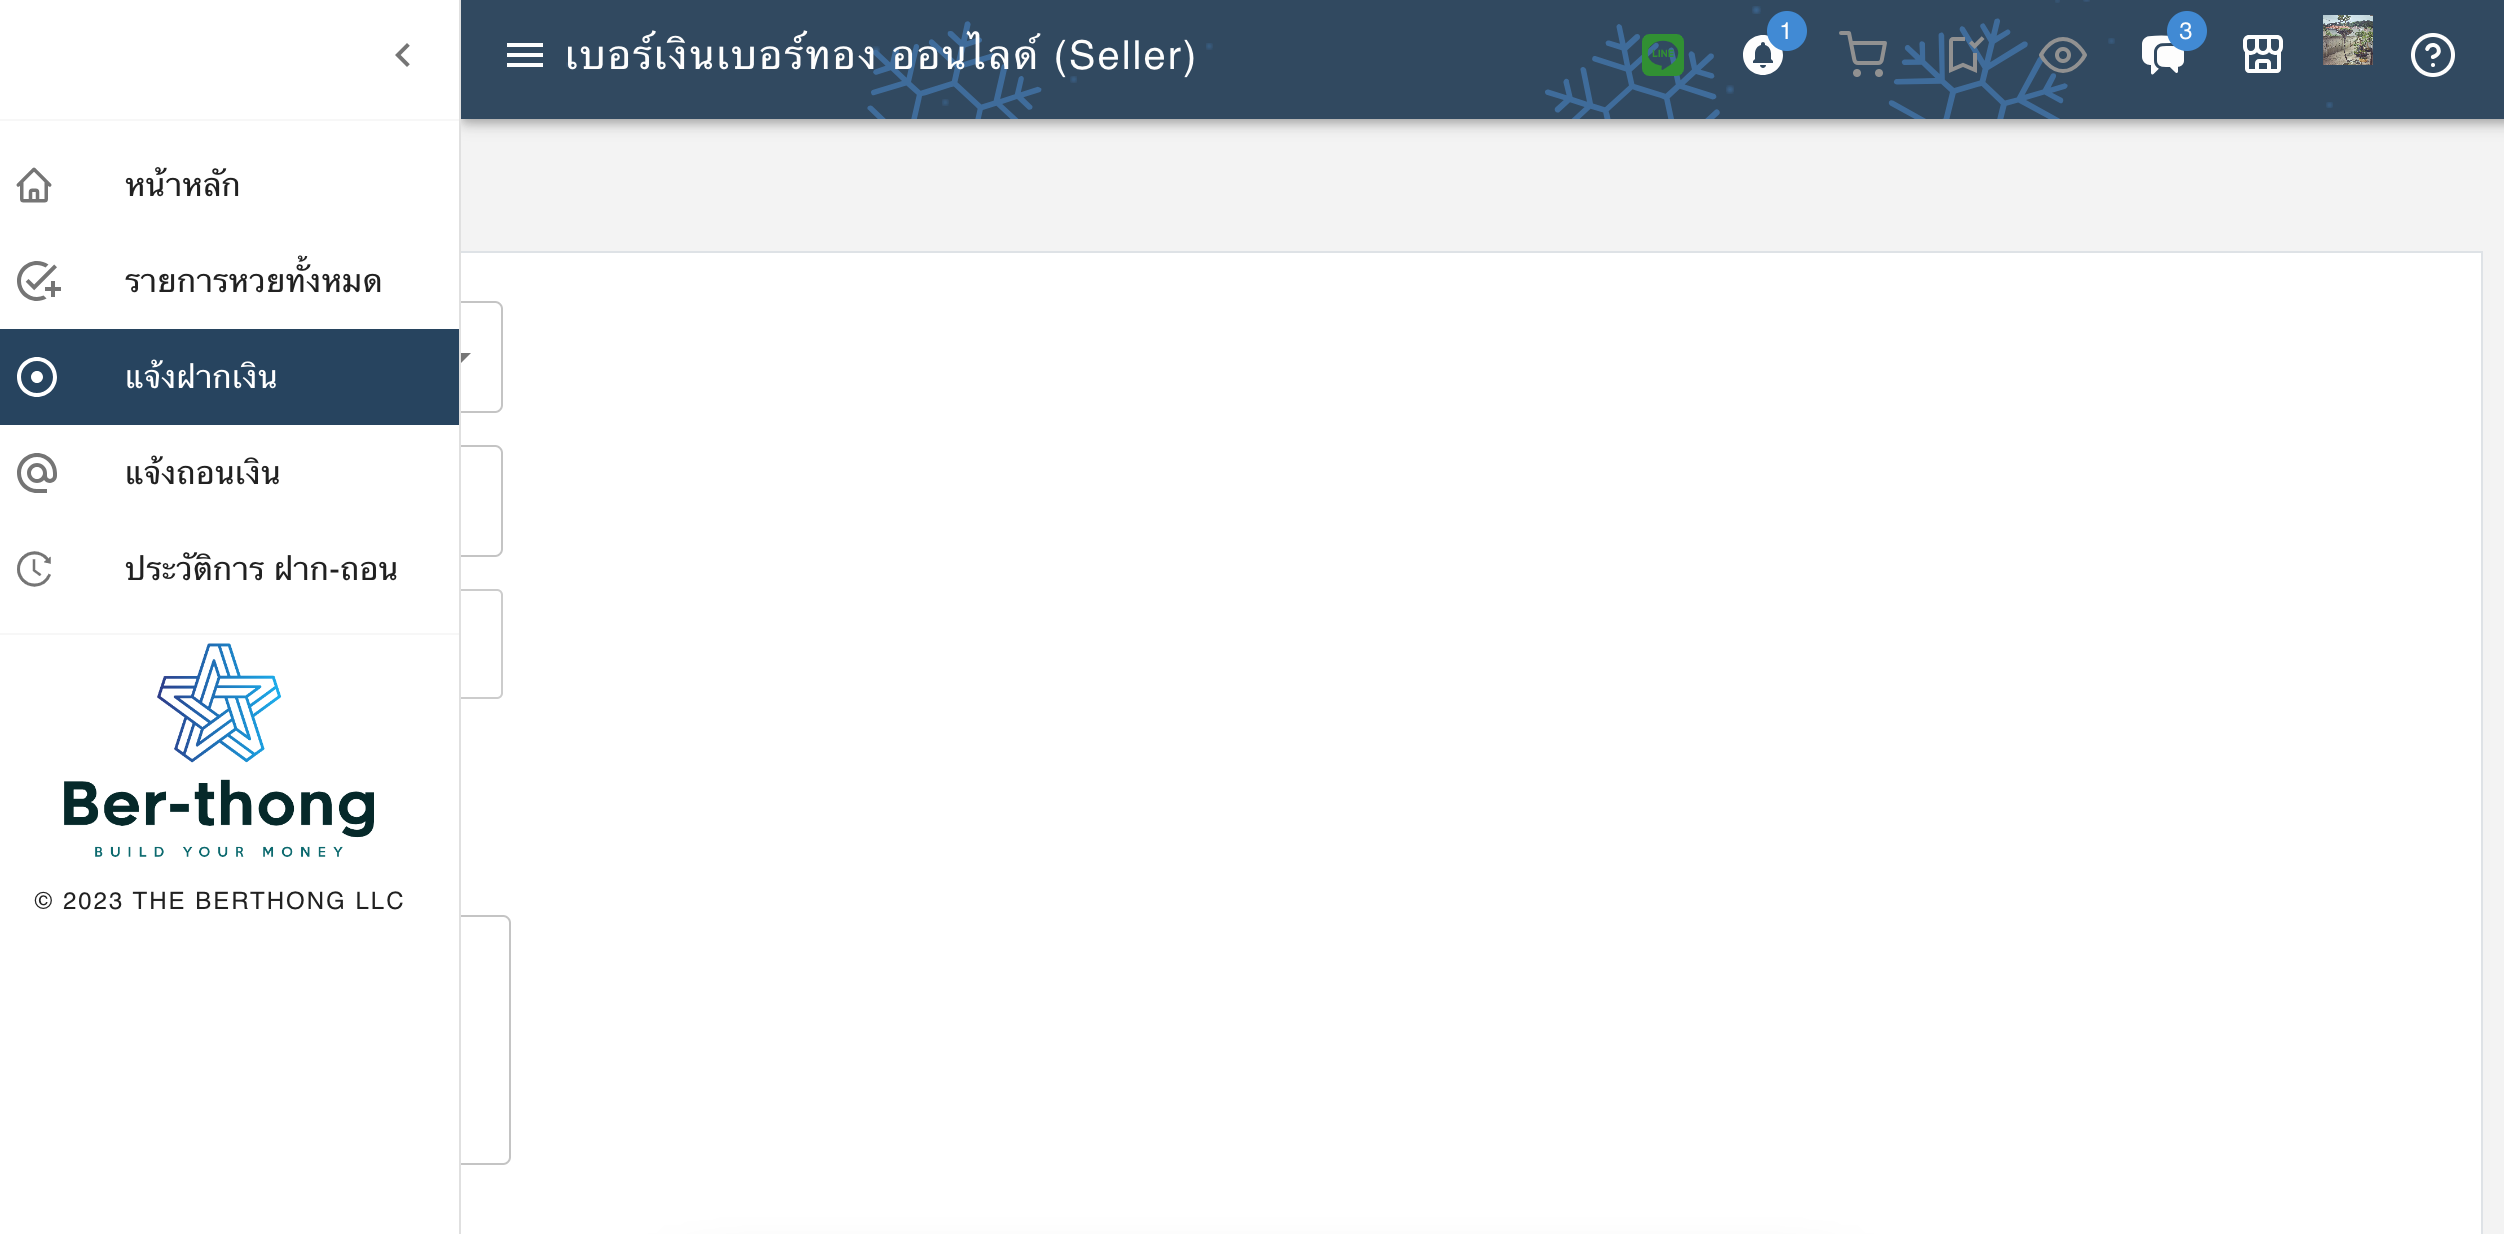 เบอร์เงินเบอร์ทอง ออนไลด์ (Seller)
LINE
1
3
หน้าหลัก
รายการหวยทั้งหมด
แจ้งฝากเงิน
แจ้งถอนเงิน
ประวัติการ ฝาก-ถอน
Ber-thong
BUILD YOUR MONEY
© 2023 THE BERTHONG LLC